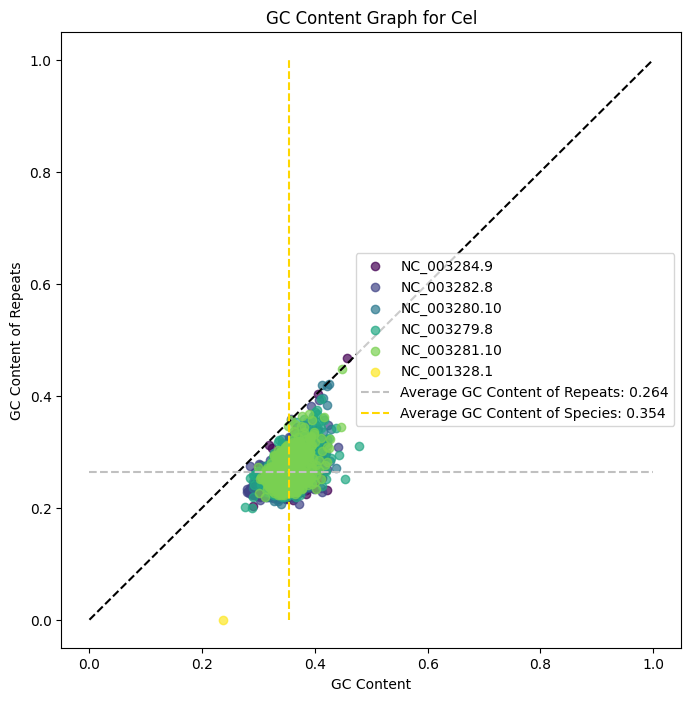 GC Content Graph for Cel
1.0
0.8
0.6
0.4
0.2
0.0
GC Content of Repeats
NC_003284.9
NC_003282.8
NC_003280.10
NC_003279.8
NC_003281.10
NC_001328.1
Average GC Content of Repeats: 0.264
Average GC Content of Species: 0.354
0.0 0.2 0.4 0.6 0.8 1.0
GC Content